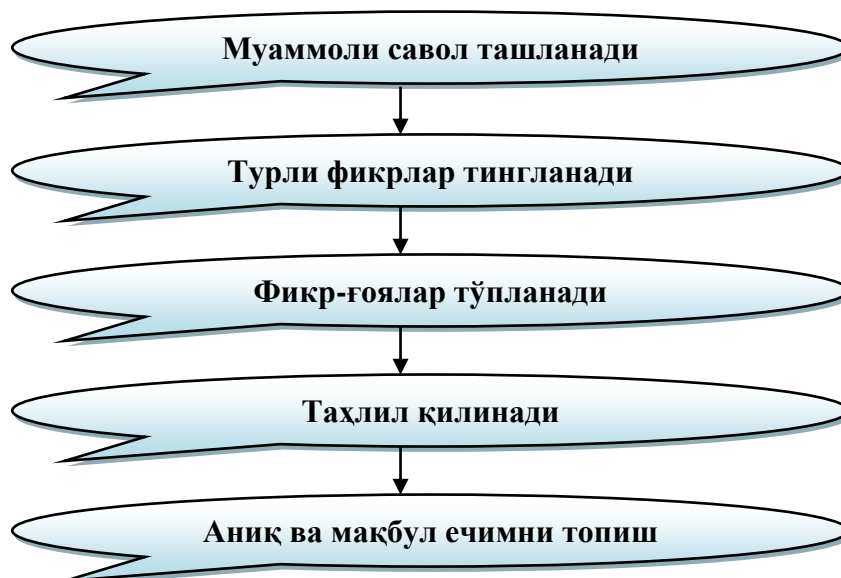 Муаммоли савол ташланади
Турли фикрлар тингланади
Фикр-ғоялар тўпланади
Таҳлил қилинади
Аниқ ва мақбул ечимни топиш